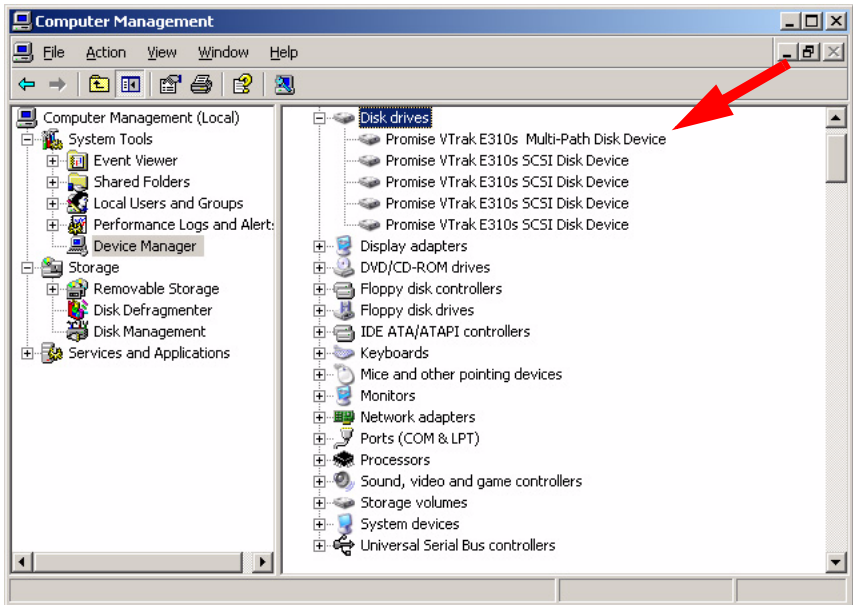 Computer Management
File Action View Window Help
Computer Management (Local)
System Tools
Event Viewer
Shared Folders
Local Users and Groups
Performance Logs and Alert
Device Manager
Storage
Removable Storage
Disk Defragmenter
Disk Management
Services and Applications
Disk drives
Promise VTrak E310s  Multi-Path Disk Device
Promise VTrak E310s SCSI Disk Device
Promise VTrak E310s SCSI Disk Device
Promise VTrak E310s SCSI Disk Device
Promise VTrak E310s SCSI Disk Device
Display adapters
DVD/CD-ROM drives
Floppy disk controllers
Floppy disk drives
IDE ATA/ATAPI controllers
Keyboards
Mice and other pointing devices
Monitors
Network adapters
Ports (COM & LPT)
Processors
Sound, video and game controllers
Storage volumes
System devices
Universal Serial Bus controllers